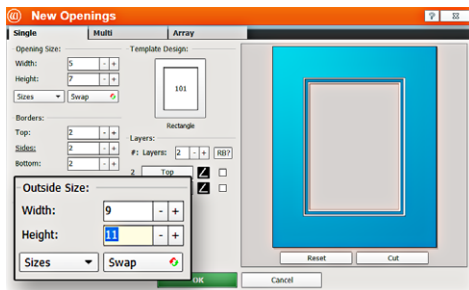 New Openings
? 
Single Multi Array
Opening Size:
Width: 5 - +
Height: 7 - +
Sizes Swap
Borders:
Top: 2 - +
Sides: 2 - +
Bottom: 2 - +
Template Design:
101
Rectangle
Layers:
#: Layers: 2 - + RB?
2 Top
Outside Size:
Width: 9 - +
Height: 11 - +
Sizes Swap
Reset Cut
OK Cancel